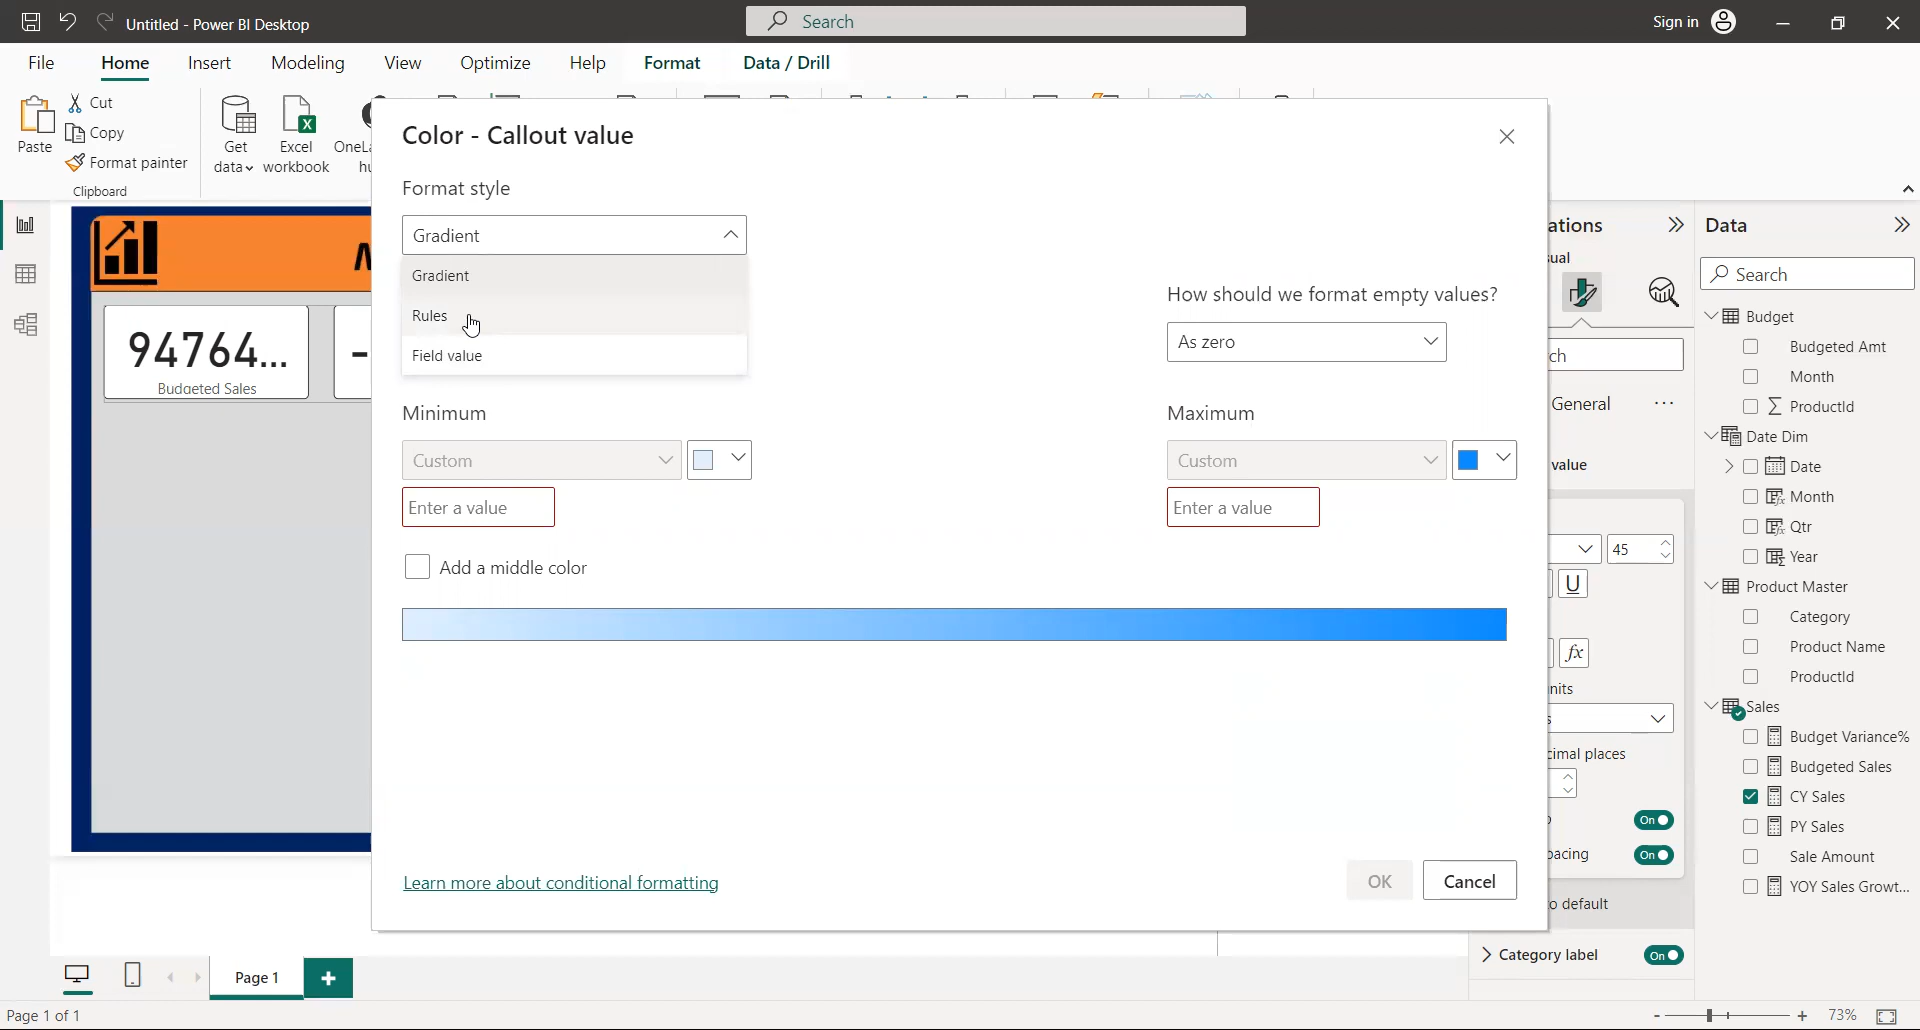 Untitled - Power BI Desktop
Search
Sign in
File Home Insert Modeling View Optimize Help Format Data / Drill
Paste
Cut
Copy
Format painter
Clipboard
Get
data
Excel
workbook
Color - Callout value
Format style
Gradient
Gradient
Rules
Field value
How should we format empty values?
As zero
Minimum
Custom
Enter a value
Maximum
Custom
Enter a value
Add a middle color
Learn more about conditional formatting
OK
Cancel
94764...
Budgeted Sales
ations
ual
ch
General
value
45
U
fx
nits
s
cimal places
On
pacing
On
o default
Category label
On
Data
Search
Budget
Budgeted Amt
Month
∑ ProductId
Date Dim
Date
Month
Qtr
Year
Product Master
Category
Product Name
ProductId
Sales
Budget Variance%
Budgeted Sales
CY Sales
PY Sales
Sale Amount
YOY Sales Growt...
Page 1
+
Page 1 of 1
- + 73%